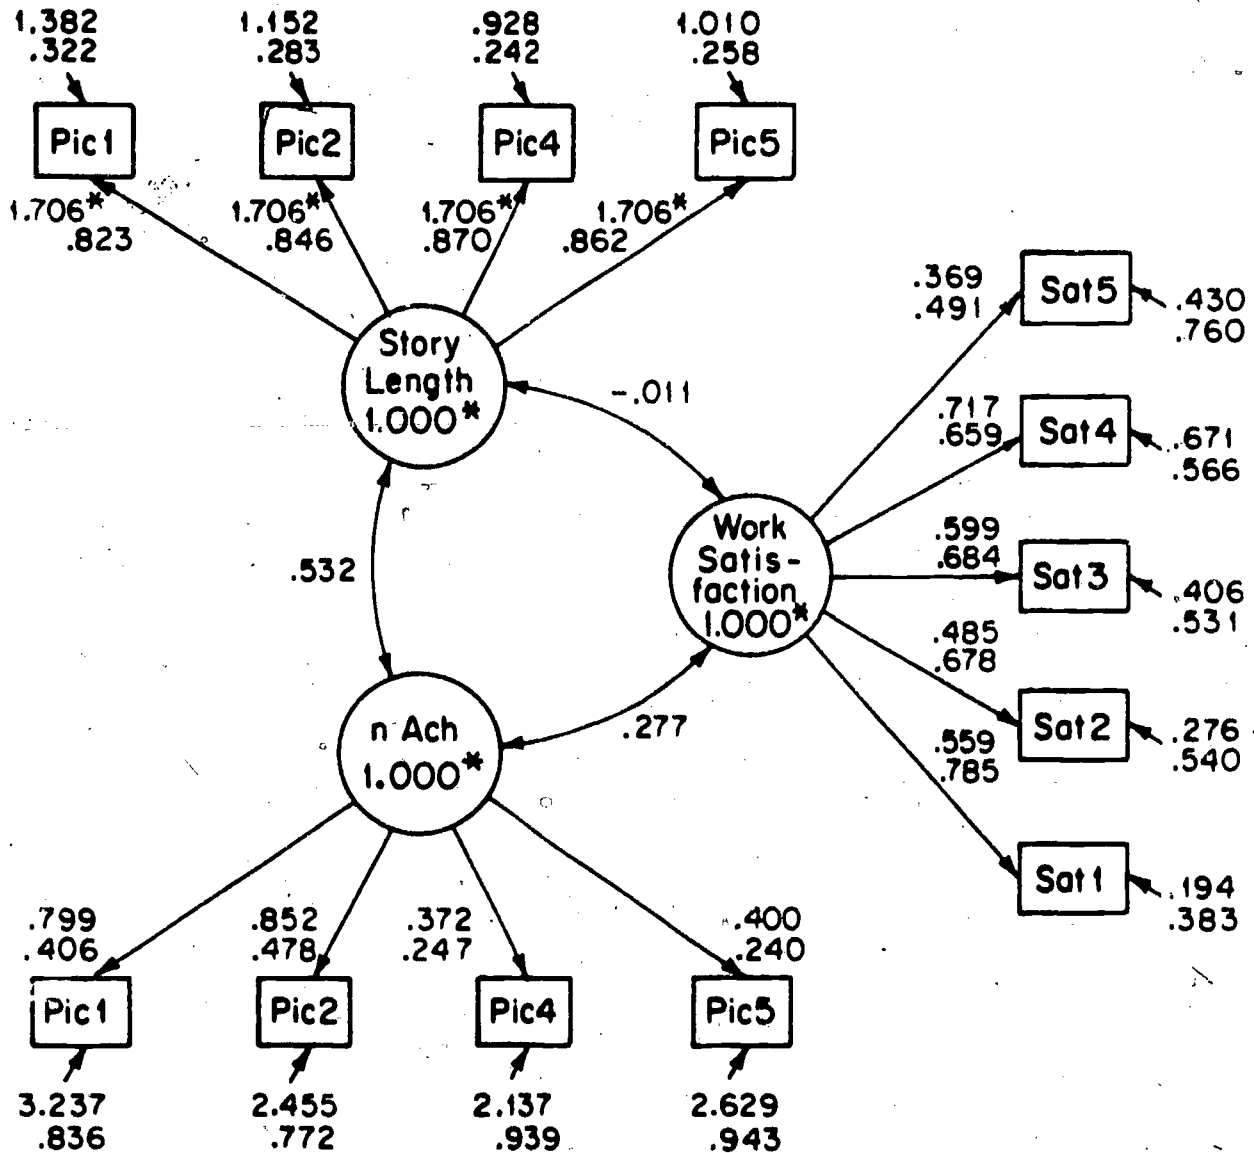 1.382 1.152 .928 1.010
.322 .283 .242 .258
Pic1 Pic2 Pic4 Pic5
1.706* 1.706* 1.706* 1.706*
.823 .846 .870 .862
Story
Length
1.000*
-.011
.369
.491
Sat5
.430
.760
.717
.659
Sat4
.671
.566
Work
Satis-
faction
1.000*
.599
.684
Sat3
.406
.531
.532
.485
.678
Sat2
.276
.540
.277
n Ach
1.000*
.559
.785
Sat1
.194
.383
.799 .852 .372 .400
.406 .478 .247 .240
Pic1 Pic2 Pic4 Pic5
3.237 2.455 2.137 2.629
.836 .772 .939 .943